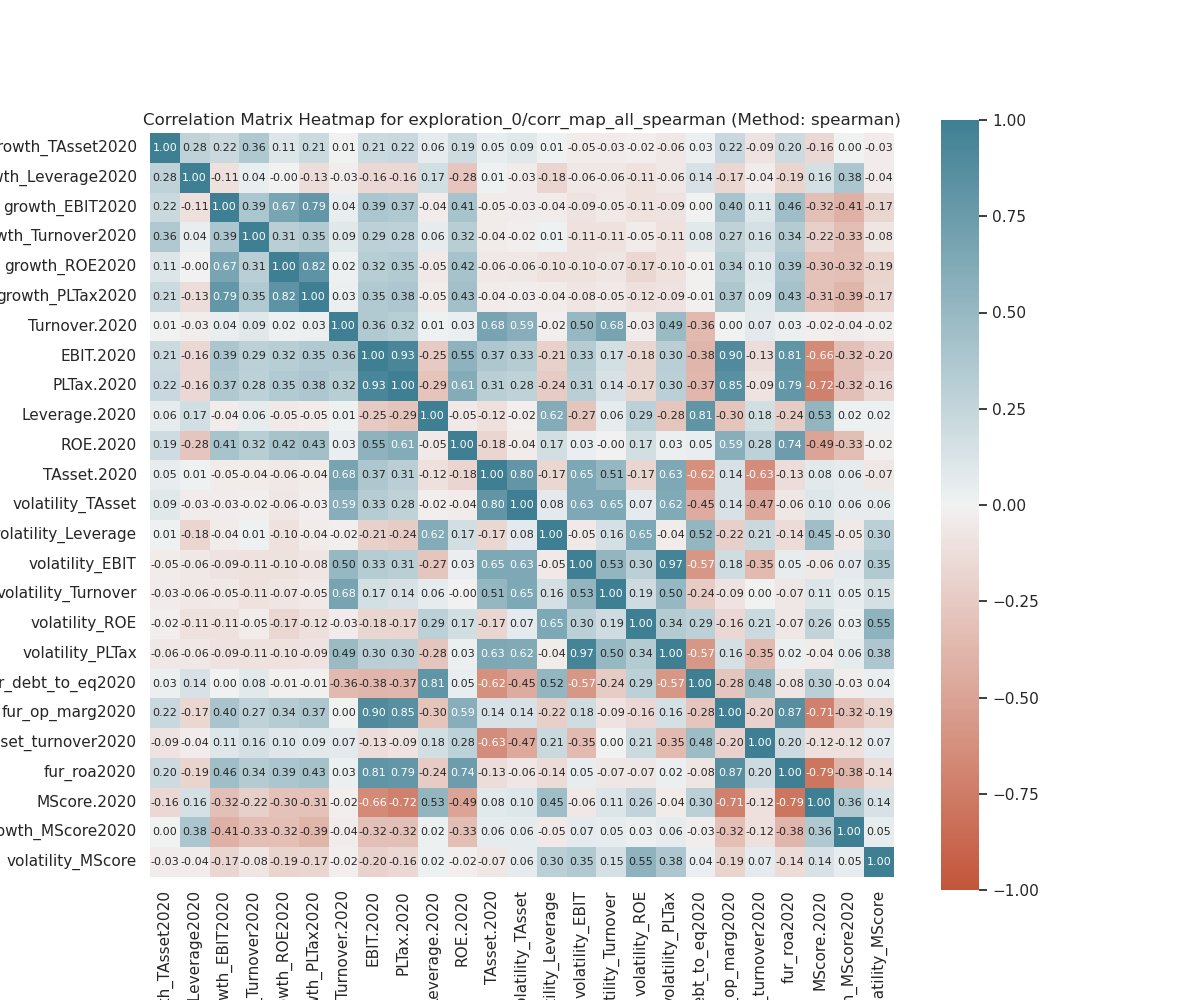 Correlation Matrix Heatmap for exploration_0/corr_map_all_spearman (Method: spearman)
rowth_TAsset2020 1.00 0.28 0.22 0.36 0.11 0.21 0.01 0.21 0.22 0.06 0.19 0.05 0.09 0.01 -0.05 -0.03 -0.02 -0.06 0.03 0.22 -0.09 0.20 -0.16 0.00 -0.03
vth_Leverage2020 0.28 1.00 -0.11 0.04 -0.00 -0.13 -0.03 -0.16 -0.16 0.17 -0.28 0.01 -0.03 -0.18 -0.06 -0.06 -0.11 -0.06 0.14 -0.17 -0.04 -0.19 0.16 0.38 -0.04
growth_EBIT2020 0.22 -0.11 1.00 0.39 0.67 0.79 0.04 0.39 0.37 -0.04 0.41 -0.05 -0.03 -0.04 -0.09 -0.05 -0.11 -0.09 0.00 0.40 0.11 0.46 -0.32 -0.41 -0.17
wth_Turnover2020 0.36 0.04 0.39 1.00 0.31 0.35 0.09 0.29 0.28 0.06 0.32 -0.04 -0.02 0.01 -0.11 -0.11 -0.05 -0.11 0.08 0.27 0.16 0.34 -0.22 -0.33 -0.08
growth_ROE2020 0.11 -0.00 0.67 0.31 1.00 0.82 0.02 0.32 0.35 -0.05 0.42 -0.06 -0.06 -0.10 -0.10 -0.07 -0.17 -0.10 -0.01 0.34 0.10 0.39 -0.30 -0.32 -0.19
growth_PLTax2020 0.21 -0.13 0.79 0.35 0.82 1.00 0.03 0.35 0.38 -0.05 0.43 -0.04 -0.03 -0.04 -0.08 -0.05 -0.12 -0.09 -0.01 0.37 0.09 0.43 -0.31 -0.39 -0.17
Turnover.2020 0.01 -0.03 0.04 0.09 0.02 0.03 1.00 0.36 0.32 0.01 0.03 0.68 0.59 -0.02 0.50 0.68 -0.03 0.49 -0.36 0.00 0.07 0.03 -0.02 -0.04 -0.02
EBIT.2020 0.21 -0.16 0.39 0.29 0.32 0.35 0.36 1.00 0.93 -0.25 0.55 0.37 0.33 -0.21 0.33 0.17 -0.18 0.30 -0.38 0.90 -0.13 0.81 -0.66 -0.32 -0.20
PLTax.2020 0.22 -0.16 0.37 0.28 0.35 0.38 0.32 0.93 1.00 -0.29 0.61 0.31 0.28 -0.24 0.31 0.14 -0.17 0.30 -0.37 0.85 -0.09 0.79 -0.72 -0.32 -0.16
Leverage.2020 0.06 0.17 -0.04 0.06 -0.05 -0.05 0.01 -0.25 -0.29 1.00 -0.05 -0.12 -0.02 0.62 -0.27 0.06 0.29 -0.28 0.81 -0.30 0.18 -0.24 0.53 0.02 0.02
ROE.2020 0.19 -0.28 0.41 0.32 0.42 0.43 0.03 0.55 0.61 -0.05 1.00 -0.18 -0.04 0.17 0.03 -0.00 0.17 0.03 0.05 0.59 0.28 0.74 -0.49 -0.33 -0.02
TAsset.2020 0.05 0.01 -0.05 -0.04 -0.06 -0.04 0.68 0.37 0.31 -0.12 -0.18 1.00 0.80 -0.17 0.65 0.51 -0.17 0.63 -0.62 0.14 -0.63 -0.13 0.08 0.06 -0.07
volatility_TAsset 0.09 -0.03 -0.03 -0.02 -0.06 -0.03 0.59 0.33 0.28 -0.02 -0.04 0.80 1.00 0.08 0.63 0.65 0.07 0.62 -0.45 0.14 -0.47 -0.06 0.10 0.06 0.06
volatility_Leverage 0.01 -0.18 -0.04 0.01 -0.10 -0.04 -0.02 -0.21 -0.24 0.62 0.17 -0.17 0.08 1.00 -0.05 0.16 0.65 -0.04 0.52 -0.22 0.21 -0.14 0.45 -0.05 0.30
volatility_EBIT -0.05 -0.06 -0.09 -0.11 -0.10 -0.08 0.50 0.33 0.31 -0.27 0.03 0.65 0.63 -0.05 1.00 0.53 0.30 0.97 -0.57 0.18 -0.35 0.05 -0.06 0.07 0.35
volatility_Turnover -0.03 -0.06 -0.05 -0.11 -0.07 -0.05 0.68 0.17 0.14 0.06 -0.00 0.51 0.65 0.16 0.53 1.00 0.19 0.50 -0.24 -0.09 0.00 -0.07 0.11 0.05 0.15
volatility_ROE -0.02 -0.11 -0.11 -0.05 -0.17 -0.12 -0.03 -0.18 -0.17 0.29 0.17 -0.17 0.07 0.65 0.30 0.19 1.00 0.34 0.29 -0.16 0.21 -0.07 0.26 0.03 0.55
volatility_PLTax -0.06 -0.06 -0.09 -0.11 -0.10 -0.09 0.49 0.30 0.30 -0.28 0.03 0.63 0.62 -0.04 0.97 0.50 0.34 1.00 -0.57 0.16 -0.35 0.02 -0.04 0.06 0.38
r_debt_to_eq2020 0.03 0.14 0.00 0.08 -0.01 -0.01 -0.36 -0.38 -0.37 0.81 0.05 -0.62 -0.45 0.52 -0.57 -0.24 0.29 -0.57 1.00 -0.28 0.48 -0.08 0.30 -0.03 0.04
fur_op_marg2020 0.22 -0.17 0.40 0.27 0.34 0.37 0.00 0.90 0.85 -0.30 0.59 0.14 0.14 -0.22 0.18 -0.09 -0.16 0.16 -0.28 1.00 -0.20 0.87 -0.71 -0.32 -0.19
set_turnover2020 -0.09 -0.04 0.11 0.16 0.10 0.09 0.07 -0.13 -0.09 0.18 0.28 -0.63 -0.47 0.21 -0.35 0.00 0.21 -0.35 0.48 -0.20 1.00 0.20 -0.12 -0.12 0.07
fur_roa2020 0.20 -0.19 0.46 0.34 0.39 0.43 0.03 0.81 0.79 -0.24 0.74 -0.13 -0.06 -0.14 0.05 -0.07 -0.07 0.02 -0.08 0.87 0.20 1.00 -0.79 -0.38 -0.14
MScore.2020 -0.16 0.16 -0.32 -0.22 -0.30 -0.31 -0.02 -0.66 -0.72 0.53 -0.49 0.08 0.10 0.45 -0.06 0.11 0.26 -0.04 0.30 -0.71 -0.12 -0.79 1.00 0.36 0.14
owth_MScore2020 0.00 0.38 -0.41 -0.33 -0.32 -0.39 -0.04 -0.32 -0.32 0.02 -0.33 0.06 0.06 -0.05 0.07 0.05 0.03 0.06 -0.03 -0.32 -0.12 -0.38 0.36 1.00 0.05
volatility_MScore -0.03 -0.04 -0.17 -0.08 -0.19 -0.17 -0.02 -0.20 -0.16 0.02 -0.02 -0.07 0.06 0.30 0.35 0.15 0.55 0.38 0.04 -0.19 0.07 -0.14 0.14 0.05 1.00
th_TAsset2020
Leverage2020
wth_EBIT2020
_Turnover2020
wth_ROE2020
wth_PLTax2020
Turnover.2020
EBIT.2020
PLTax.2020
everage.2020
ROE.2020
TAsset.2020
olatility_TAsset
tility_Leverage
volatility_EBIT
tility_Turnover
volatility_ROE
volatility_PLTax
ebt_to_eq2020
op_marg2020
_turnover2020
fur_roa2020
MScore.2020
h_MScore2020
atility_MScore
1.00
0.75
0.50
0.25
0.00
−0.25
−0.50
−0.75
−1.00